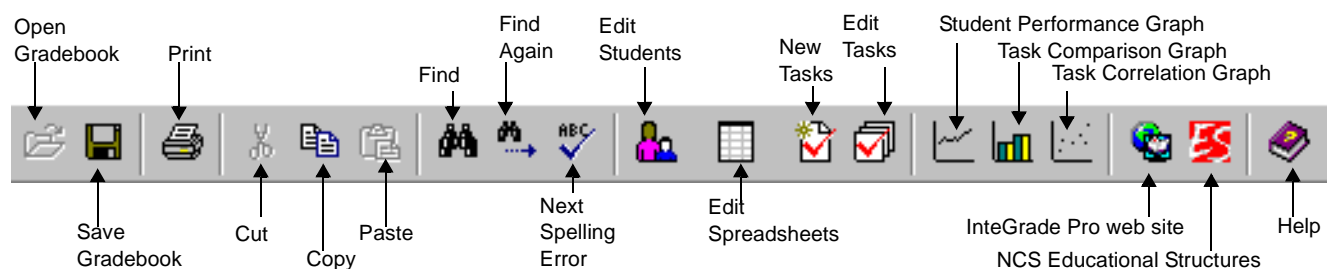 Open
Gradebook
Print
Find
Find
Again
Edit
Students
New
Tasks
Edit
Tasks
Student Performance Graph
Task Comparison Graph
Task Correlation Graph
ABC
Save
Gradebook
Cut
Copy
Paste
Next
Spelling
Error
Edit
Spreadsheets
InteGrade Pro web site
NCS Educational Structures
Help